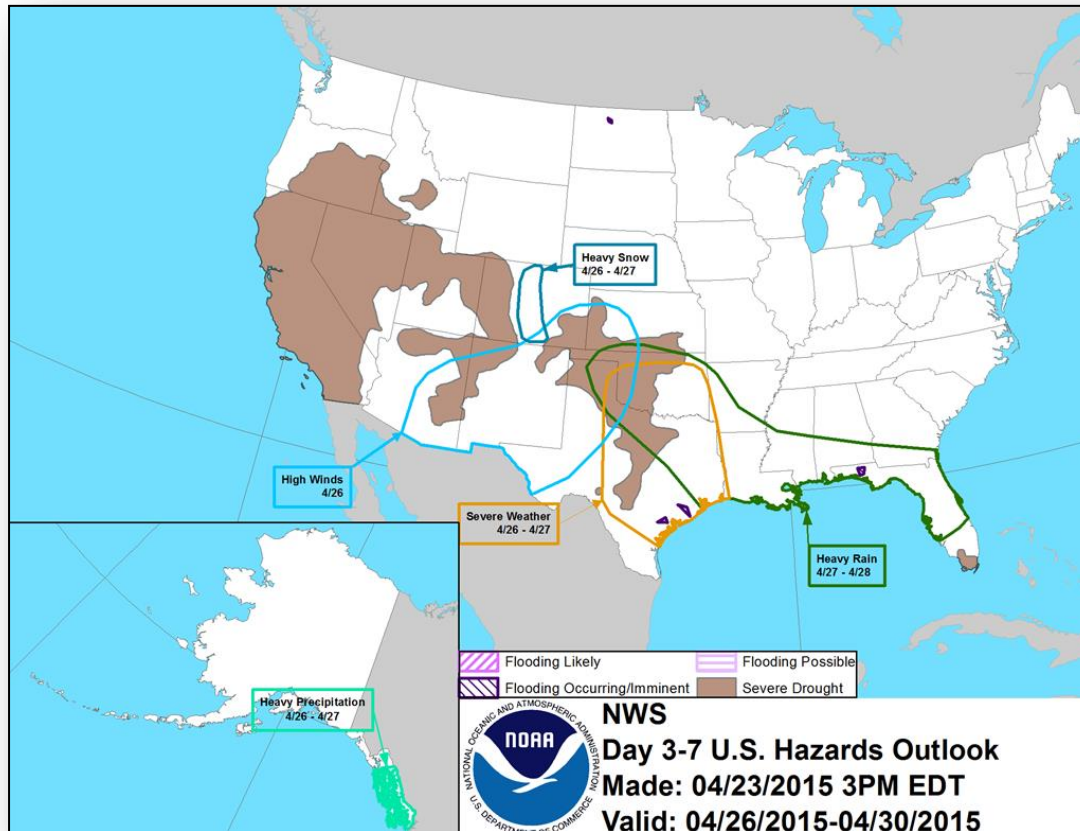 Heavy Snow
4/26 - 4/27
High Winds
4/26
Severe Weather
4/26 - 4/27
Heavy Rain
4/27 - 4/28
Heavy Precipitation
4/26 - 4/27
Flooding Likely
Flooding Possible
Flooding Occurring/Imminent
Severe Drought
NATIONAL OCEANIC AND ATMOSPHERIC ADMINISTRATION
NOAA
U.S. DEPARTMENT OF COMMERCE
NWS
Day 3-7 U.S. Hazards Outlook
Made: 04/23/2015 3PM EDT
Valid: 04/26/2015-04/30/2015